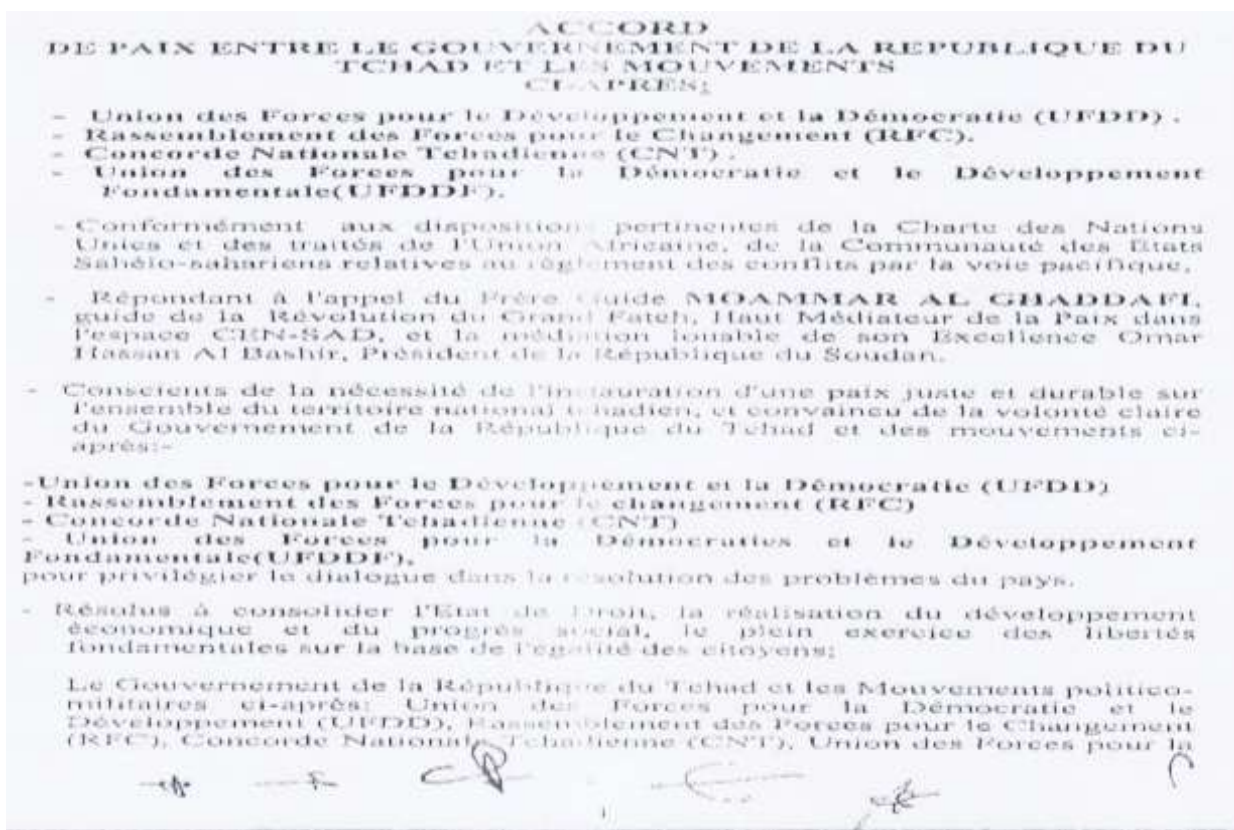 ACCORD
DE PAIX ENTRE LE GOUVERNEMENT DE LA REPUBLIQUE DU
TCHAD ET LES MOUVEMENTS
CI-APRES;
- Union des Forces pour le Développement et la Démocratie (UFDD) .
- Rassemblement des Forces pour le Changement (RFC).
- Concorde Nationale Tchadienne (CNT) .
- Union des Forces pour la Démocratie et le Développement
Fondamentale(UFDDF).
- Conformément aux dispositions pertinentes de la Charte des Nations
Unies et des traités de l'Union Africaine, de la Communauté des Etats
Sahélo-sahariens relatives au règlement des conflits par la voie pacifique,
- Répondant à l'appel du Frère Guide MOAMMAR AL GHADDAFI,
guide de la Révolution du Grand Fateh, Haut Médiateur de la Paix dans
l'espace CEN-SAD, et la médiation louable de son Excellence Omar
Hassan Al Bashir, Président de la République du Soudan.
- Conscients de la nécessité de l'instauration d'une paix juste et durable sur
l'ensemble du territoire national tchadien, et convaincu de la volonté claire
du Gouvernement de la République du Tchad et des mouvements ci-
après:-
-Union des Forces pour le Développement et la Démocratie (UFDD)
- Rassemblement des Forces pour le changement (RFC)
- Concorde Nationale Tchadienne (CNT)
- Union des Forces pour la Démocraties et le Développement
Fondamentale(UFDDF),
pour privilégier le dialogue dans la résolution des problèmes du pays.
- Résolus à consolider l'Etat de Droit, la réalisation du développement
économique et du progrès social, le plein exercice des libertés
fondamentales sur la base de l'égalité des citoyens;
Le Gouvernement de la République du Tchad et les Mouvements politico-
militaires ci-après: Union des Forces pour la Démocratie et le
Développement (UFDD), Rassemblement des Forces pour le Changement
(RFC), Concorde Nationale Tchadienne (CNT), Union des Forces pour la
1